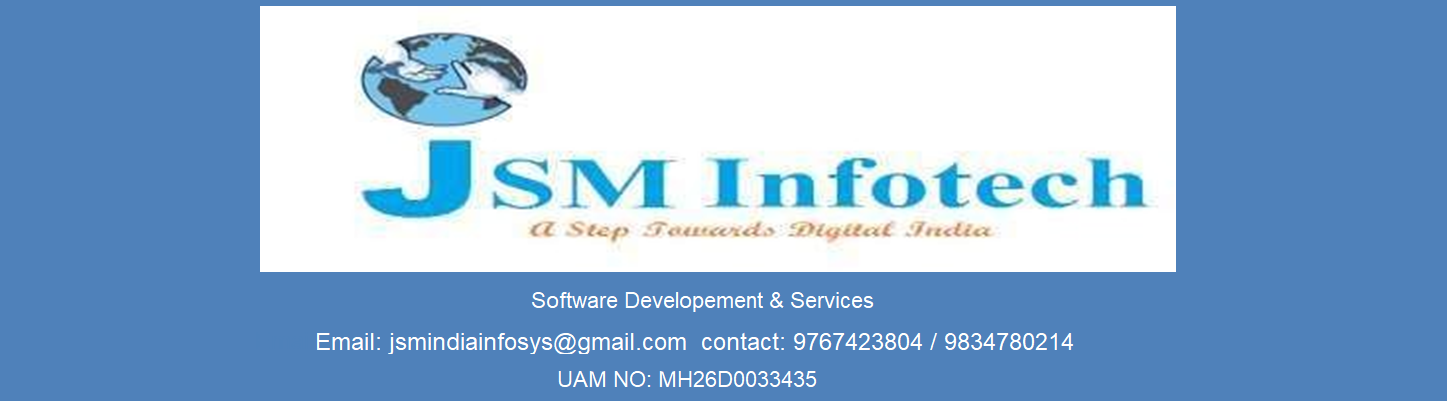 JSM Infotech
A Step Towards Digital India
Software Developement & Services
Email: jsmindiainfosys@gmail.com contact: 9767423804 / 9834780214
UAM NO: MH26D0033435